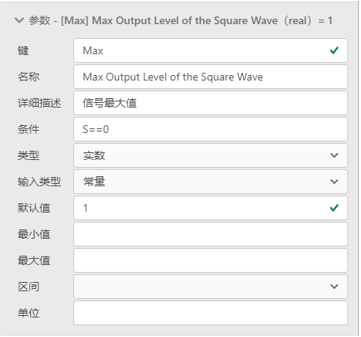 参数 - [Max] Max Output Level of the Square Wave（real）= 1
键 Max
名称 Max Output Level of the Square Wave
详细描述 信号最大值
条件 S==0
类型 实数
输入类型 常量
默认值 1
最小值
最大值
区间
单位